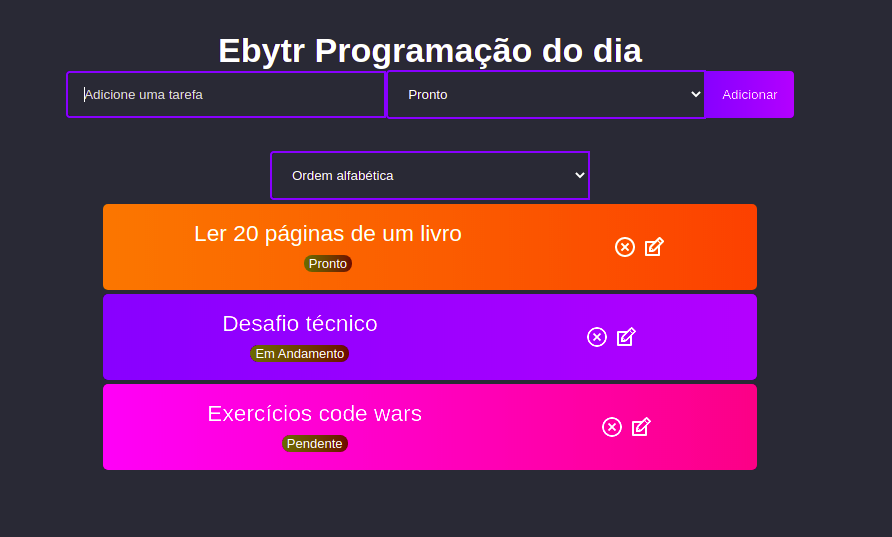 Ebytr Programação do dia
Adicione uma tarefa
Pronto
Adicionar
Ordem alfabética
Ler 20 páginas de um livro
Pronto
Desafio técnico
Em Andamento
Exercícios code wars
Pendente